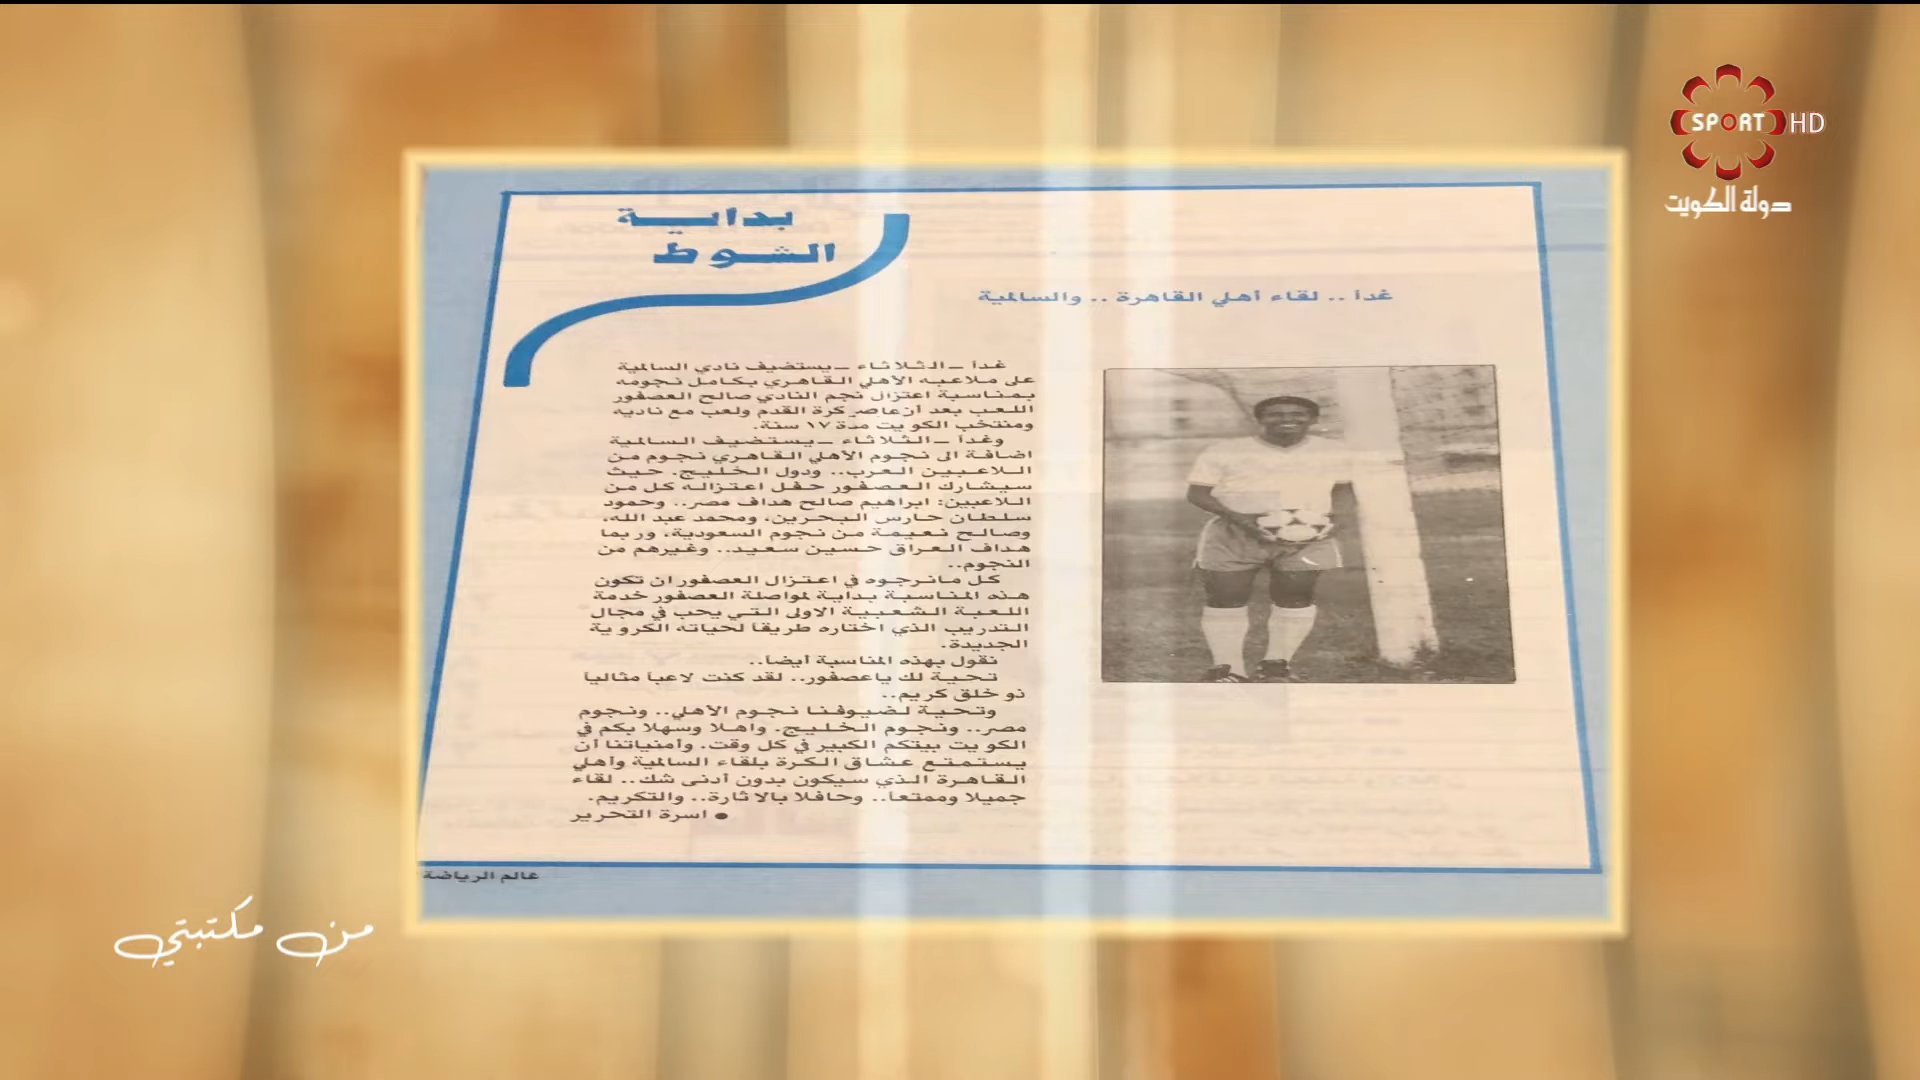 SPORT HD
دولة الكويت
بداية
الشوط
غداً .. لقاء أهلي القاهرة .. والسالمية
غداً ــ الثلاثاء ــ يستضيف نادي السالمية
على ملاعبه الأهلي القاهري بكامل نجومه
بمناسبة اعتزال نجم النادي صالح العصفور
اللعب بعد أن عاصر كرة القدم ولعب مع ناديه
ومنتخب الكويت مدة ١٧ سنة.
وغداً ــ الثلاثاء ــ يستضيف السالمية
اضافة الى نجوم الأهلي القاهري نجوم من
اللاعبين العرب.. ودول الخليج. حيث
سيشارك العصفور حفل اعتزاله كل من
اللاعبين: ابراهيم صالح هداف مصر.. وحمود
سلطان حارس البحرين، ومحمد عبد الله،
وصالح نعيمة من نجوم السعودية، وربما
هداف العراق حسين سعيد.. وغيرهم من
النجوم..
كل مانرجوه في اعتزال العصفور ان تكون
هذه المناسبة بداية لمواصلة العصفور خدمة
اللعبة الشعبية الاولى التي يحب في مجال
التدريب الذي اختاره طريقاً لحياته الكروية
الجديدة.
نقول بهذه المناسبة أيضاً..
تحية لك ياعصفور.. لقد كنت لاعباً مثالياً
ذو خلق كريم..
وتحية لضيوفنا نجوم الأهلي.. ونجوم
مصر.. ونجوم الخليج. واهلا وسهلا بكم في
الكويت بيتكم الكبير في كل وقت. وأمنياتنا أن
يستمتع عشاق الكرة بلقاء السالمية وأهلي
القاهرة الذي سيكون بدون أدنى شك.. لقاء
جميلا وممتعاً.. وحافلا بالاثارة.. والتكريم.
● اسرة التحرير
عالم الرياضة
من مكتبتي